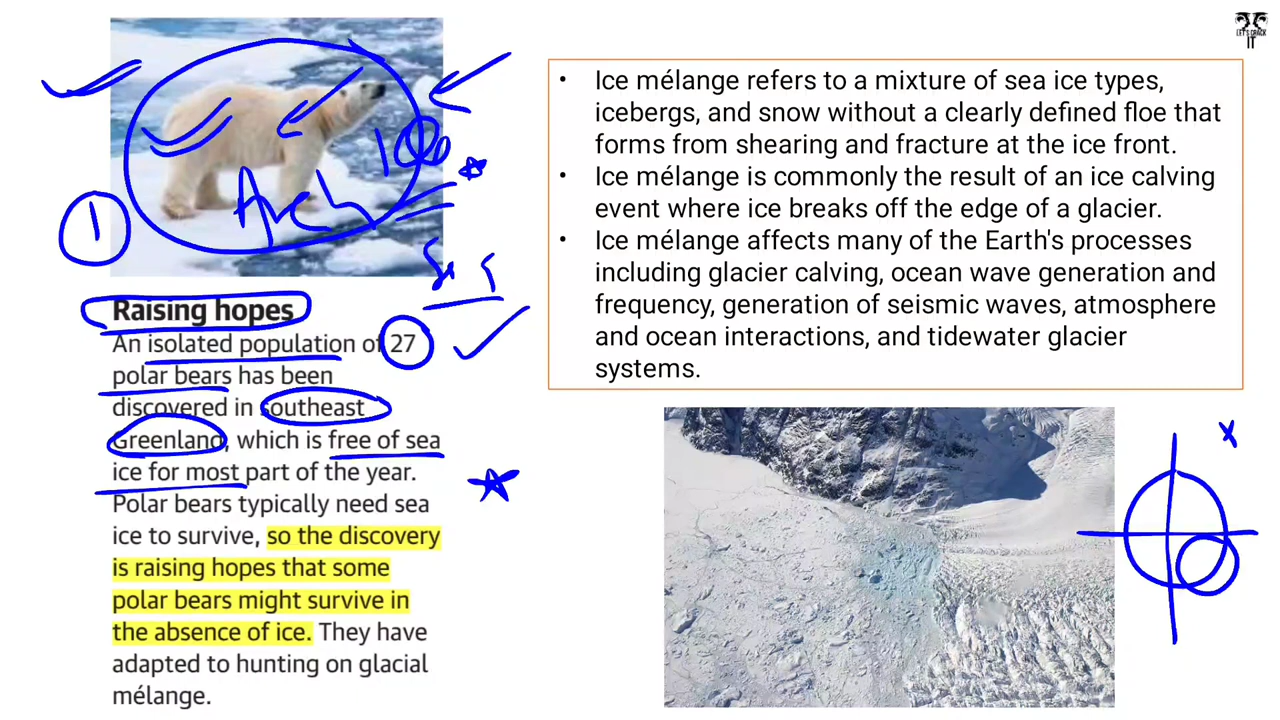 LET'S CRACK
IT
• Ice mélange refers to a mixture of sea ice types,
icebergs, and snow without a clearly defined floe that
forms from shearing and fracture at the ice front.
• Ice mélange is commonly the result of an ice calving
event where ice breaks off the edge of a glacier.
• Ice mélange affects many of the Earth's processes
including glacier calving, ocean wave generation and
frequency, generation of seismic waves, atmosphere
and ocean interactions, and tidewater glacier
systems.
1
Raising hopes
An isolated population of 27
polar bears has been
discovered in southeast
Greenland, which is free of sea
ice for most part of the year.
Polar bears typically need sea
ice to survive, so the discovery
is raising hopes that some
polar bears might survive in
the absence of ice. They have
adapted to hunting on glacial
mélange.